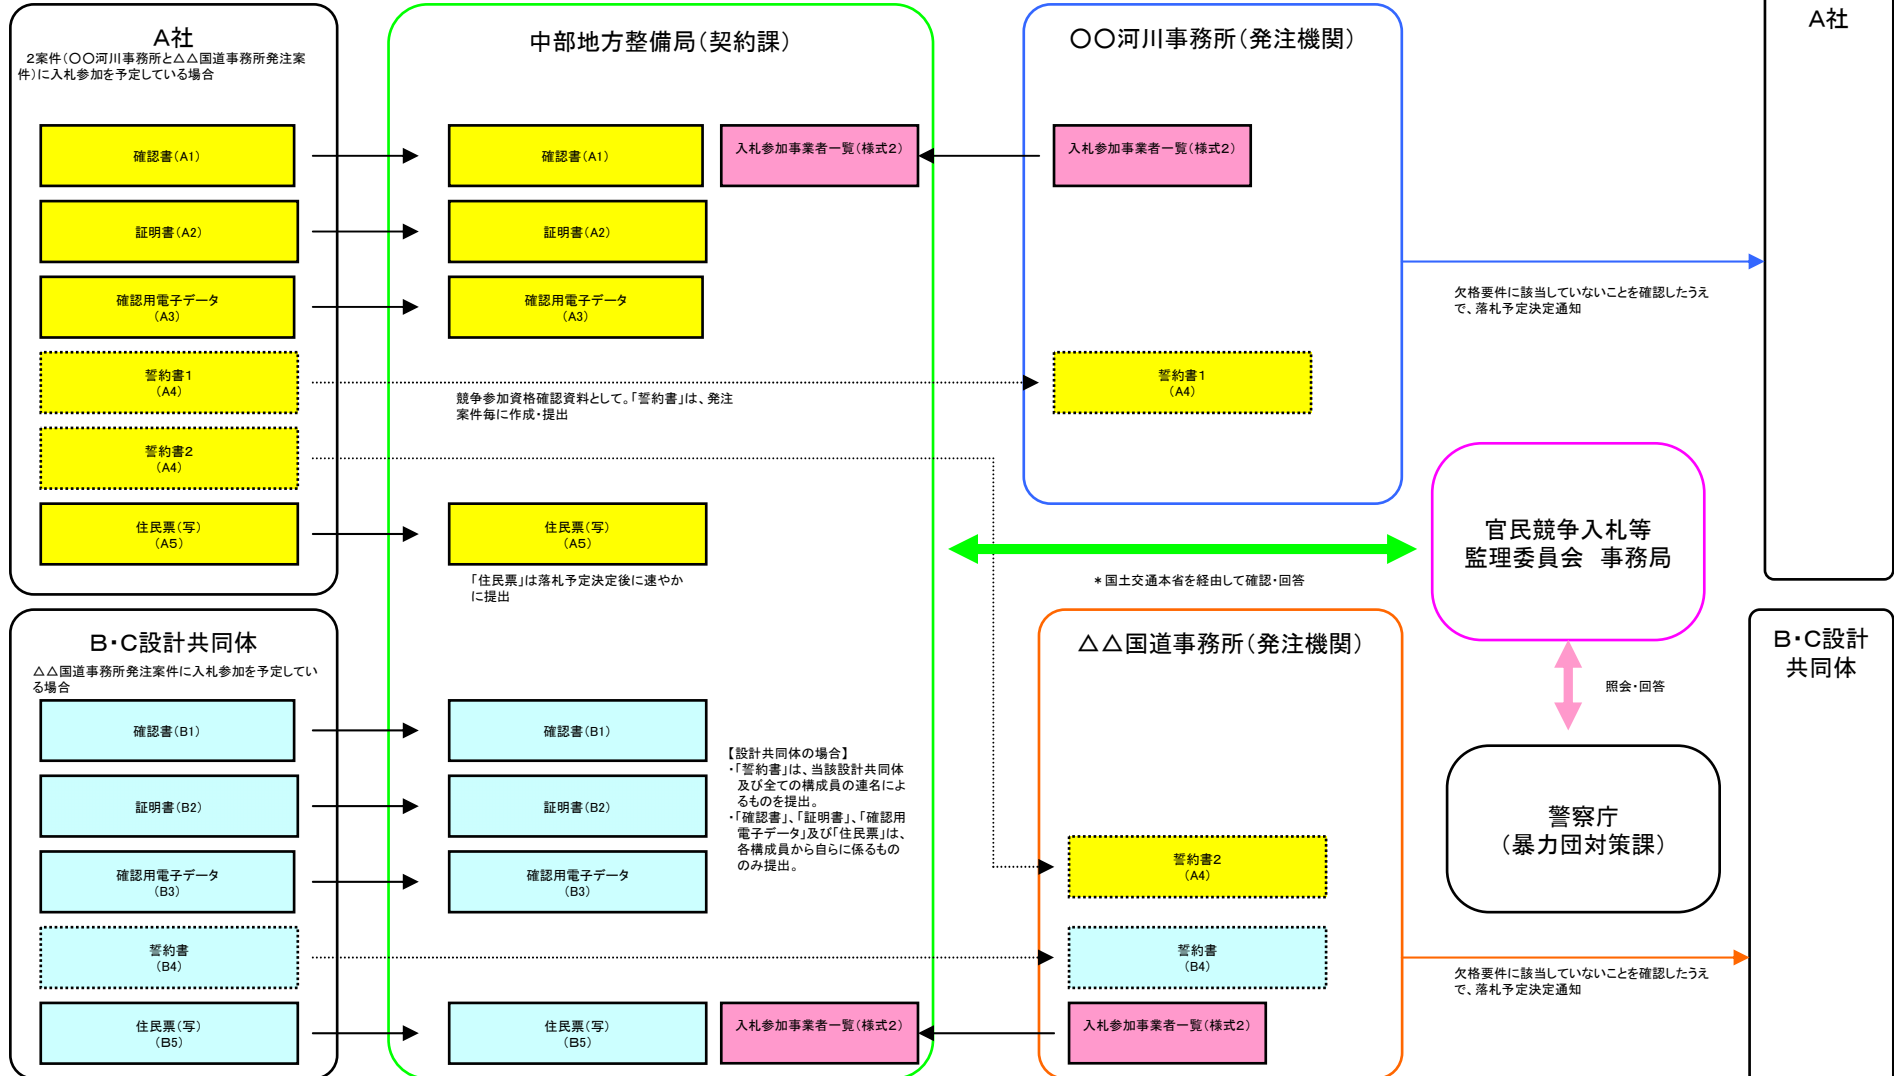 A社
2案件(〇〇河川事務所と△△国道事務所発注案
件)に入札参加を予定している場合
確認書(A1)
証明書(A2)
確認用電子データ
(A3)
誓約書1
(A4)
誓約書2
(A4)
住民票(写)
(A5)
B・C設計共同体
△△国道事務所発注案件に入札参加を予定してい
る場合
確認書(B1)
証明書(B2)
確認用電子データ
(B3)
誓約書
(B4)
住民票(写)
(B5)
中部地方整備局(契約課)
確認書(A1)
入札参加事業者一覧(様式2)
証明書(A2)
確認用電子データ
(A3)
競争参加資格確認資料として。「誓約書」は、発注
案件毎に作成・提出
住民票(写)
(A5)
「住民票」は落札予定決定後に速やか
に提出
確認書(B1)
証明書(B2)
確認用電子データ
(B3)
【設計共同体の場合】
・「誓約書」は、当該設計共同体
及び全ての構成員の連名によ
るものを提出。
・「確認書」、「証明書」、「確認用
電子データ」及び「住民票」は、
各構成員から自らに係るもの
のみ提出。
住民票(写)
(B5)
入札参加事業者一覧(様式2)
〇〇河川事務所(発注機関)
入札参加事業者一覧(様式2)
誓約書1
(A4)
*国土交通本省を経由して確認・回答
△△国道事務所(発注機関)
誓約書2
(A4)
誓約書
(B4)
入札参加事業者一覧(様式2)
欠格要件に該当していないことを確認したうえ
で、落札予定決定通知
官民競争入札等
監理委員会 事務局
照会・回答
警察庁
(暴力団対策課)
欠格要件に該当していないことを確認したうえ
で、落札予定決定通知
A社
B・C設計
共同体